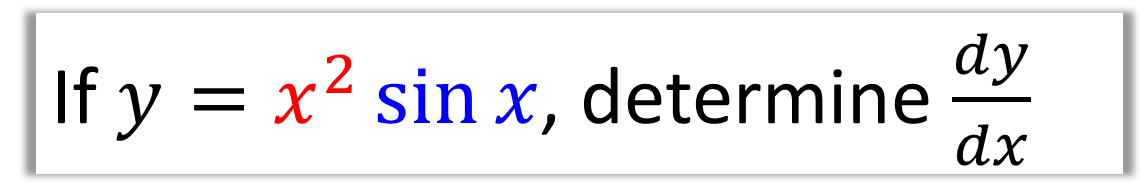 If y = x² sin x, determine dy/dx